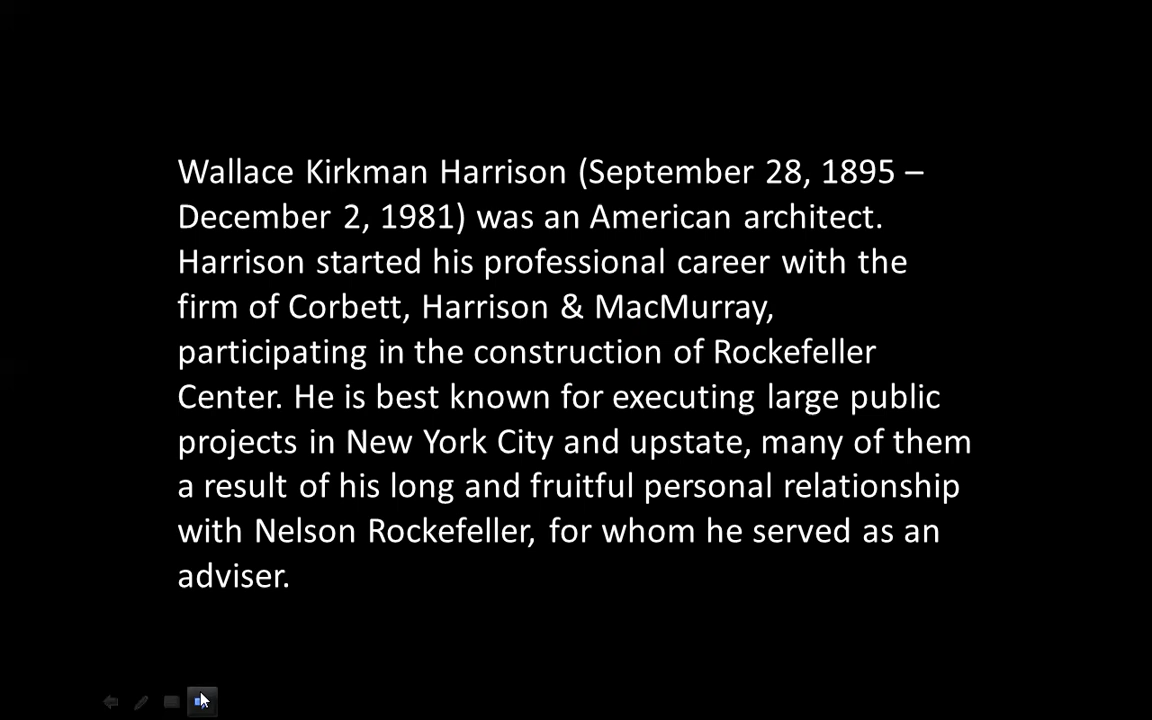 Wallace Kirkman Harrison (September 28, 1895 –
December 2, 1981) was an American architect.
Harrison started his professional career with the
firm of Corbett, Harrison & MacMurray,
participating in the construction of Rockefeller
Center. He is best known for executing large public
projects in New York City and upstate, many of them
a result of his long and fruitful personal relationship
with Nelson Rockefeller, for whom he served as an
adviser.